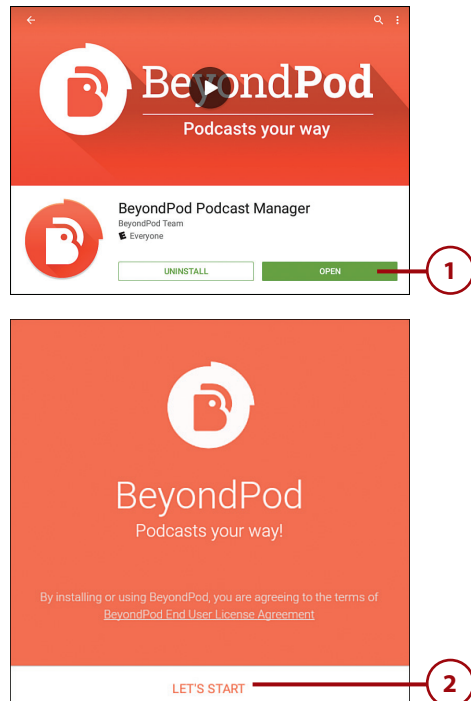 BeyondPod
Podcasts your way
BeyondPod Podcast Manager
BeyondPod Team
E Everyone
UNINSTALL
OPEN
1
BeyondPod
Podcasts your way!
By installing or using BeyondPod, you are agreeing to the terms of
BeyondPod End User License Agreement
LET'S START
2